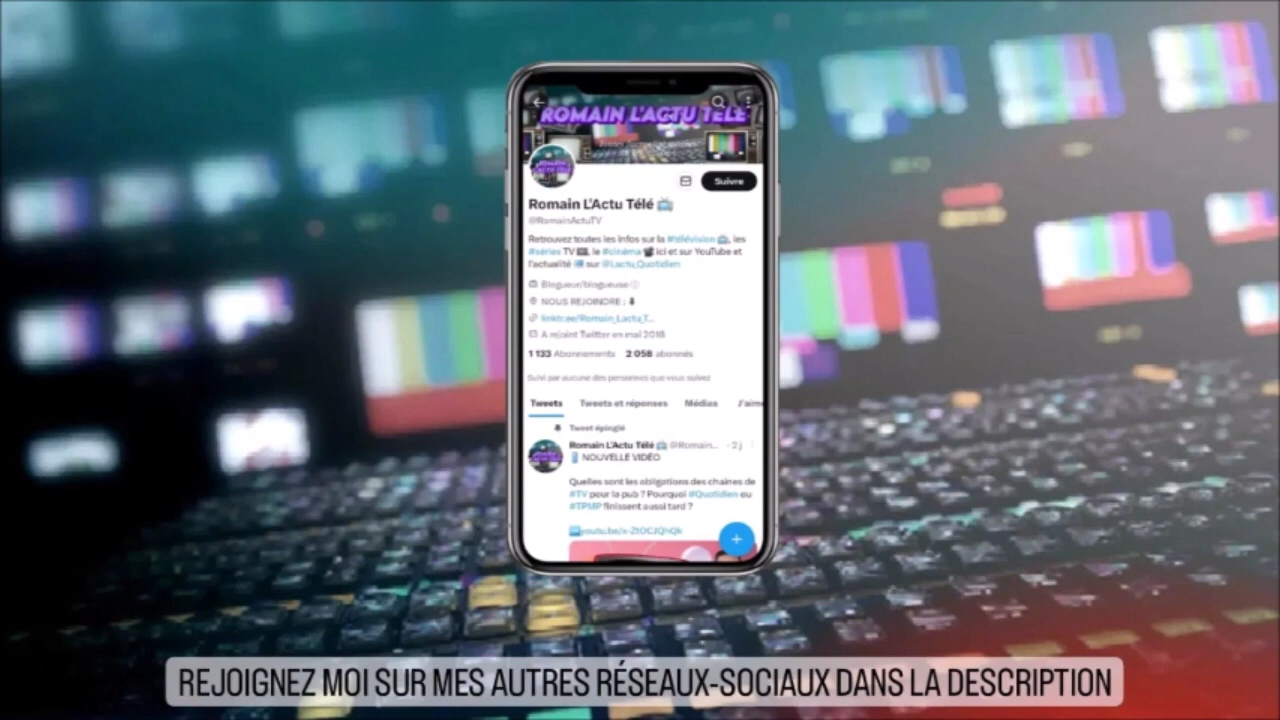 ROMAIN L'ACTU TÉLÉ
Suivre
Romain L'Actu Télé
@RomainActuTV
Retrouvez toutes les infos sur la #télévision, les
#séries TV, le #cinéma ici et sur YouTube et
l'actualité sur @Lactu_Quotidien
Blogueur/blogueuse
NOUS REJOINDRE :
linktr.ee/Romain_Lactu_T...
A rejoint Twitter en mai 2018
1 133 Abonnements 2 058 abonnés
Suivi par aucune des personnes que vous suivez
Tweets Tweets et réponses Médias J'aime
Tweet épinglé
Romain L'Actu Télé @Romain... · 2 j
NOUVELLE VIDÉO
Quelles sont les obligations des chaines de
#TV pour la pub ? Pourquoi #Quotidien ou
#TPMP finissent aussi tard ?
REJOIGNEZ MOI SUR MES AUTRES RÉSEAUX-SOCIAUX DANS LA DESCRIPTION